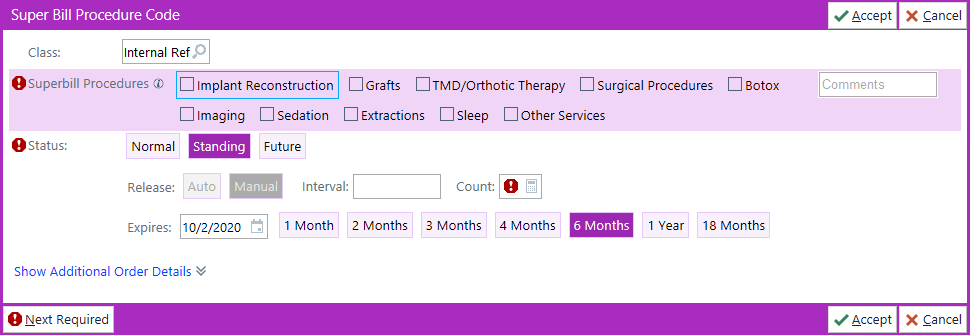 Super Bill Procedure Code Accept Cancel
Class: Internal Ref
Superbill Procedures Implant Reconstruction Grafts TMD/Orthotic Therapy Surgical Procedures Botox Comments
Imaging Sedation Extractions Sleep Other Services
Status: Normal Standing Future
Release: Auto Manual Interval: Count:
Expires: 10/2/2020 1 Month 2 Months 3 Months 4 Months 6 Months 1 Year 18 Months
Show Additional Order Details
Next Required Accept Cancel